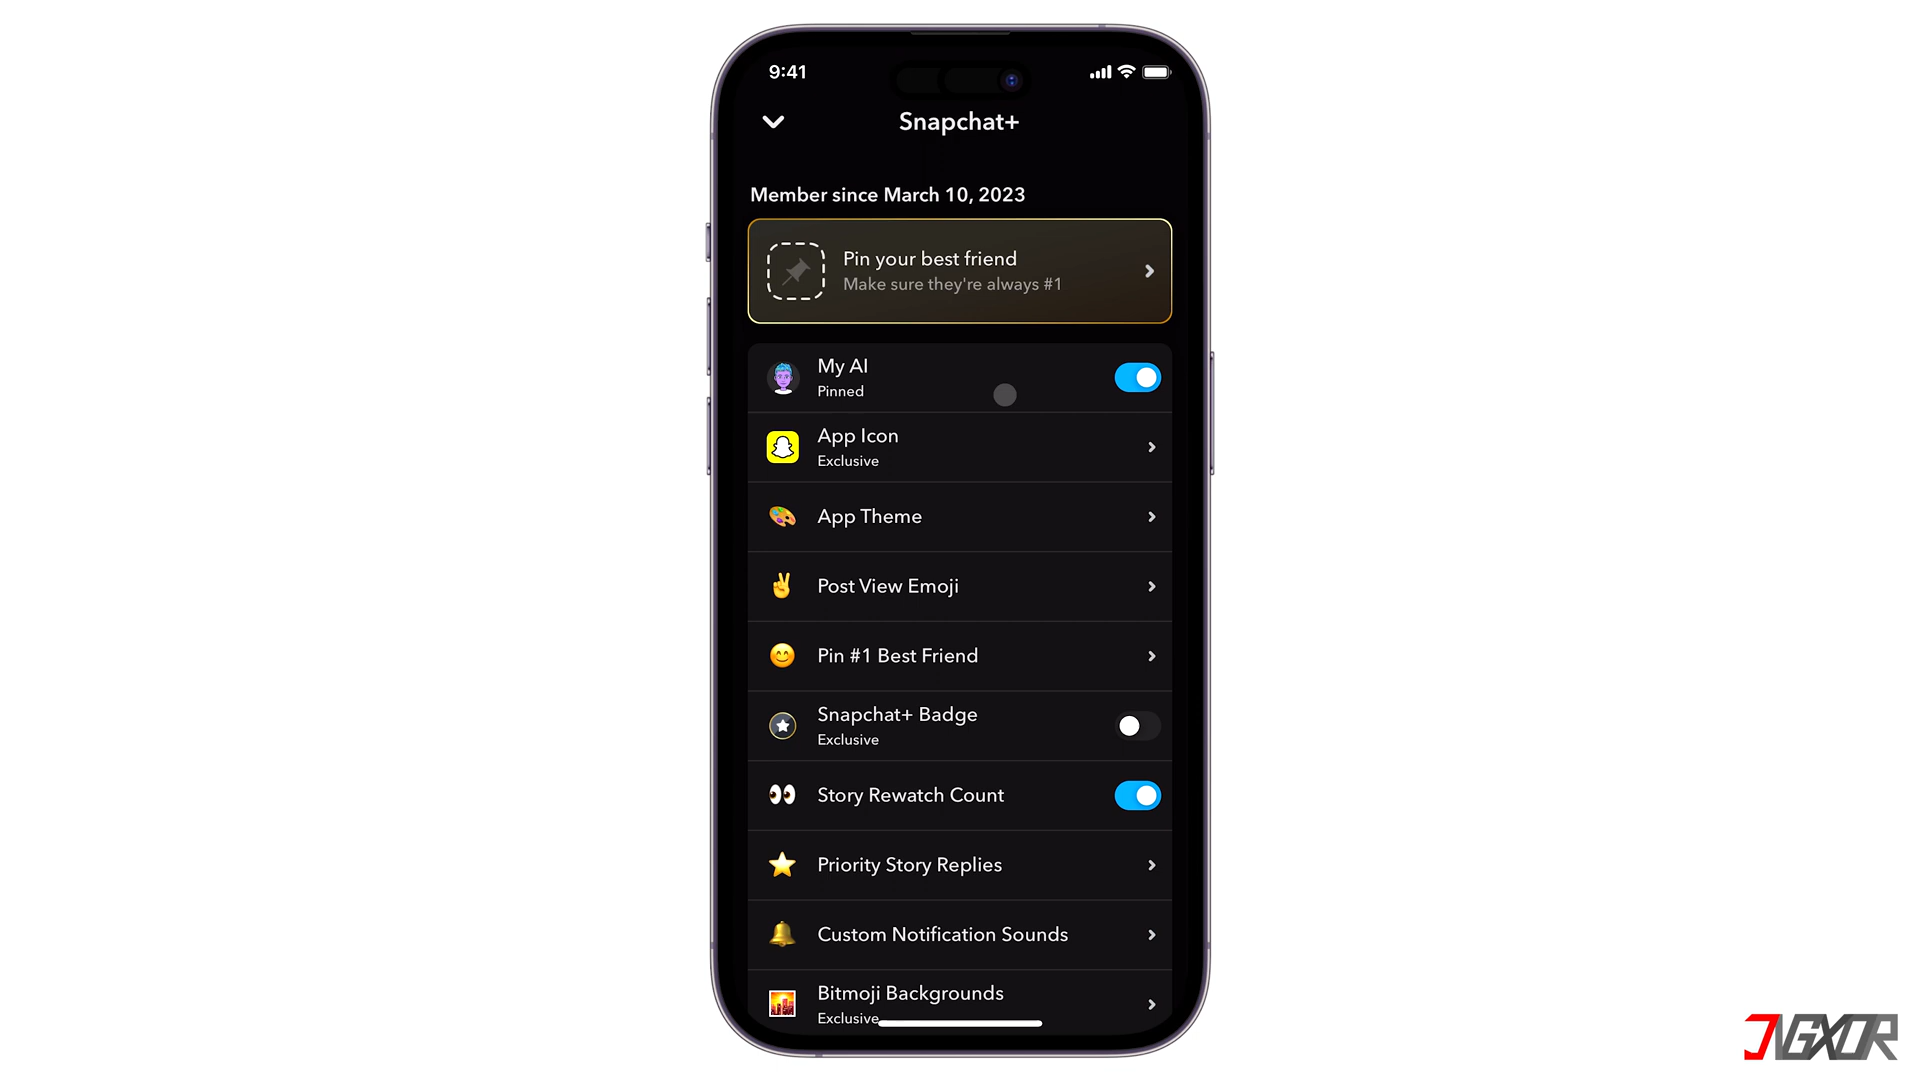 9:41
Snapchat+
Member since March 10, 2023
Pin your best friend
Make sure they're always #1
My AI
Pinned
App Icon
Exclusive
App Theme
Post View Emoji
Pin #1 Best Friend
Snapchat+ Badge
Exclusive
Story Rewatch Count
Priority Story Replies
Custom Notification Sounds
Bitmoji Backgrounds
Exclusive
JIGXOR